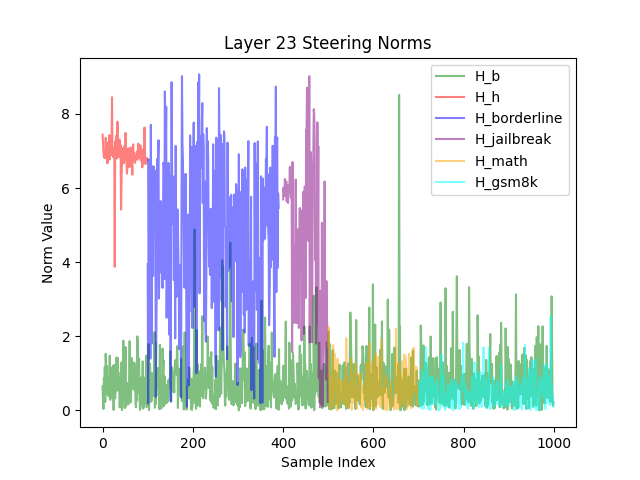 Layer 23 Steering Norms
Norm Value
8
6
4
2
0
0
200
400
600
800
1000
Sample Index
H_b
H_h
H_borderline
H_jailbreak
H_math
H_gsm8k